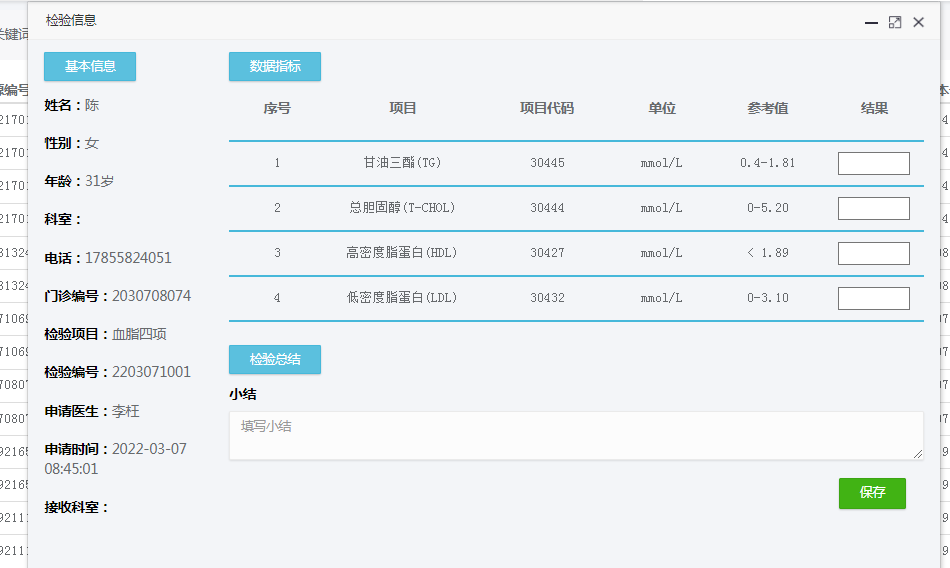 检验信息
基本信息
姓名：陈
性别：女
年龄：31岁
科室：
电话：17855824051
门诊编号：2030708074
检验项目：血脂四项
检验编号：2203071001
申请医生：李枉
申请时间：2022-03-07
08:45:01
接收科室：
数据指标
序号 项目 项目代码 单位 参考值 结果
1 甘油三酯(TG) 30445 mmol/L 0.4-1.81
2 总胆固醇(T-CHOL) 30444 mmol/L 0-5.20
3 高密度脂蛋白(HDL) 30427 mmol/L < 1.89
4 低密度脂蛋白(LDL) 30432 mmol/L 0-3.10
检验总结
小结
填写小结
保存